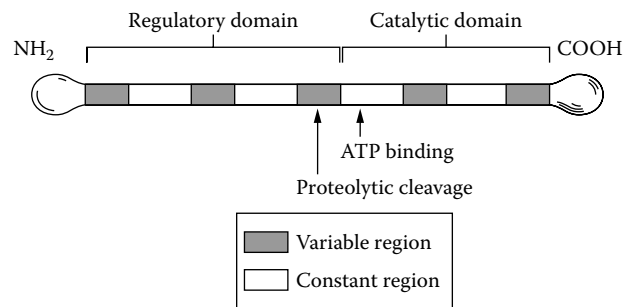 Regulatory domain
Catalytic domain
NH2
COOH
ATP binding
Proteolytic cleavage
Variable region
Constant region